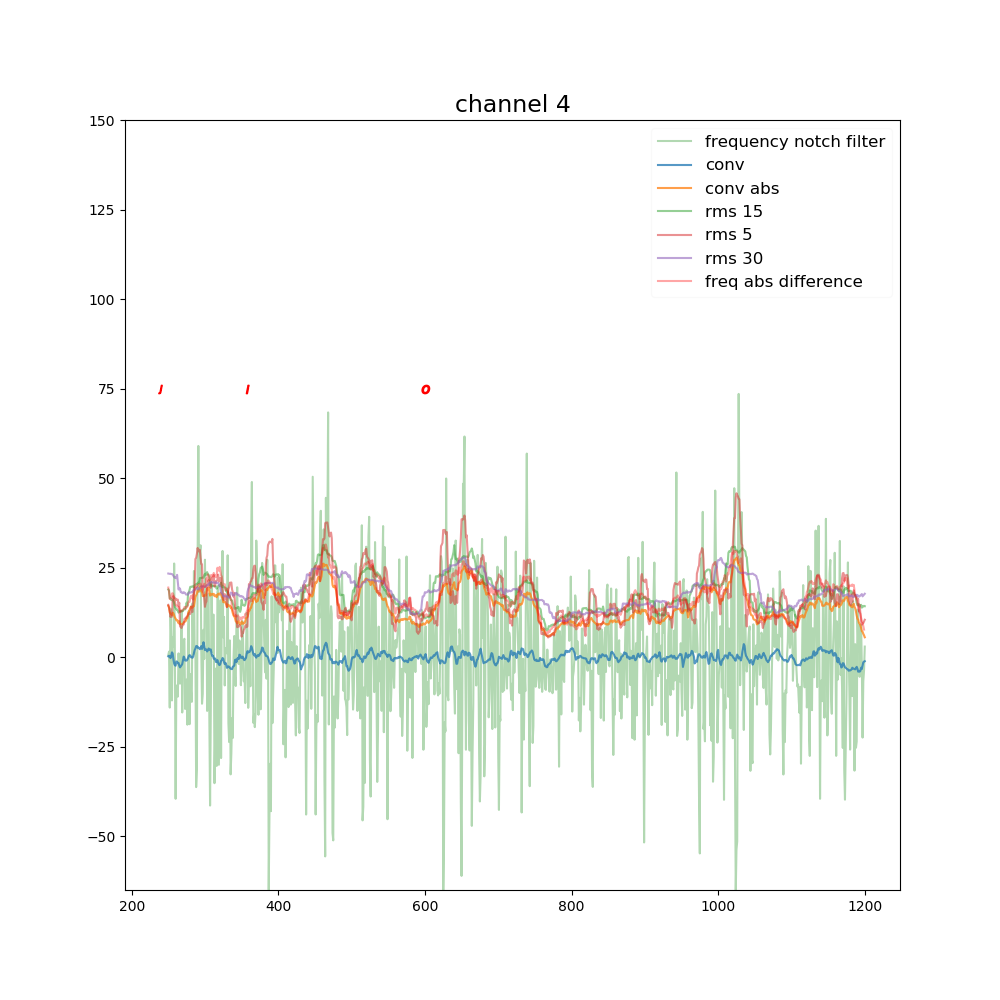 channel 4
150
125
100
75
50
25
0
−25
−50
200 400 600 800 1000 1200
frequency notch filter
conv
conv abs
rms 15
rms 5
rms 30
freq abs difference
J I O